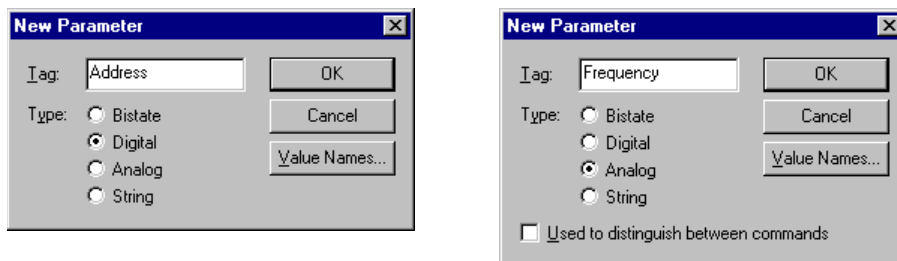 New Parameter
Tag: Address OK
Type: Bistate Cancel
Digital
Value Names...
Analog
String
New Parameter
Tag: Frequency OK
Type: Bistate Cancel
Digital
Value Names...
Analog
String
Used to distinguish between commands